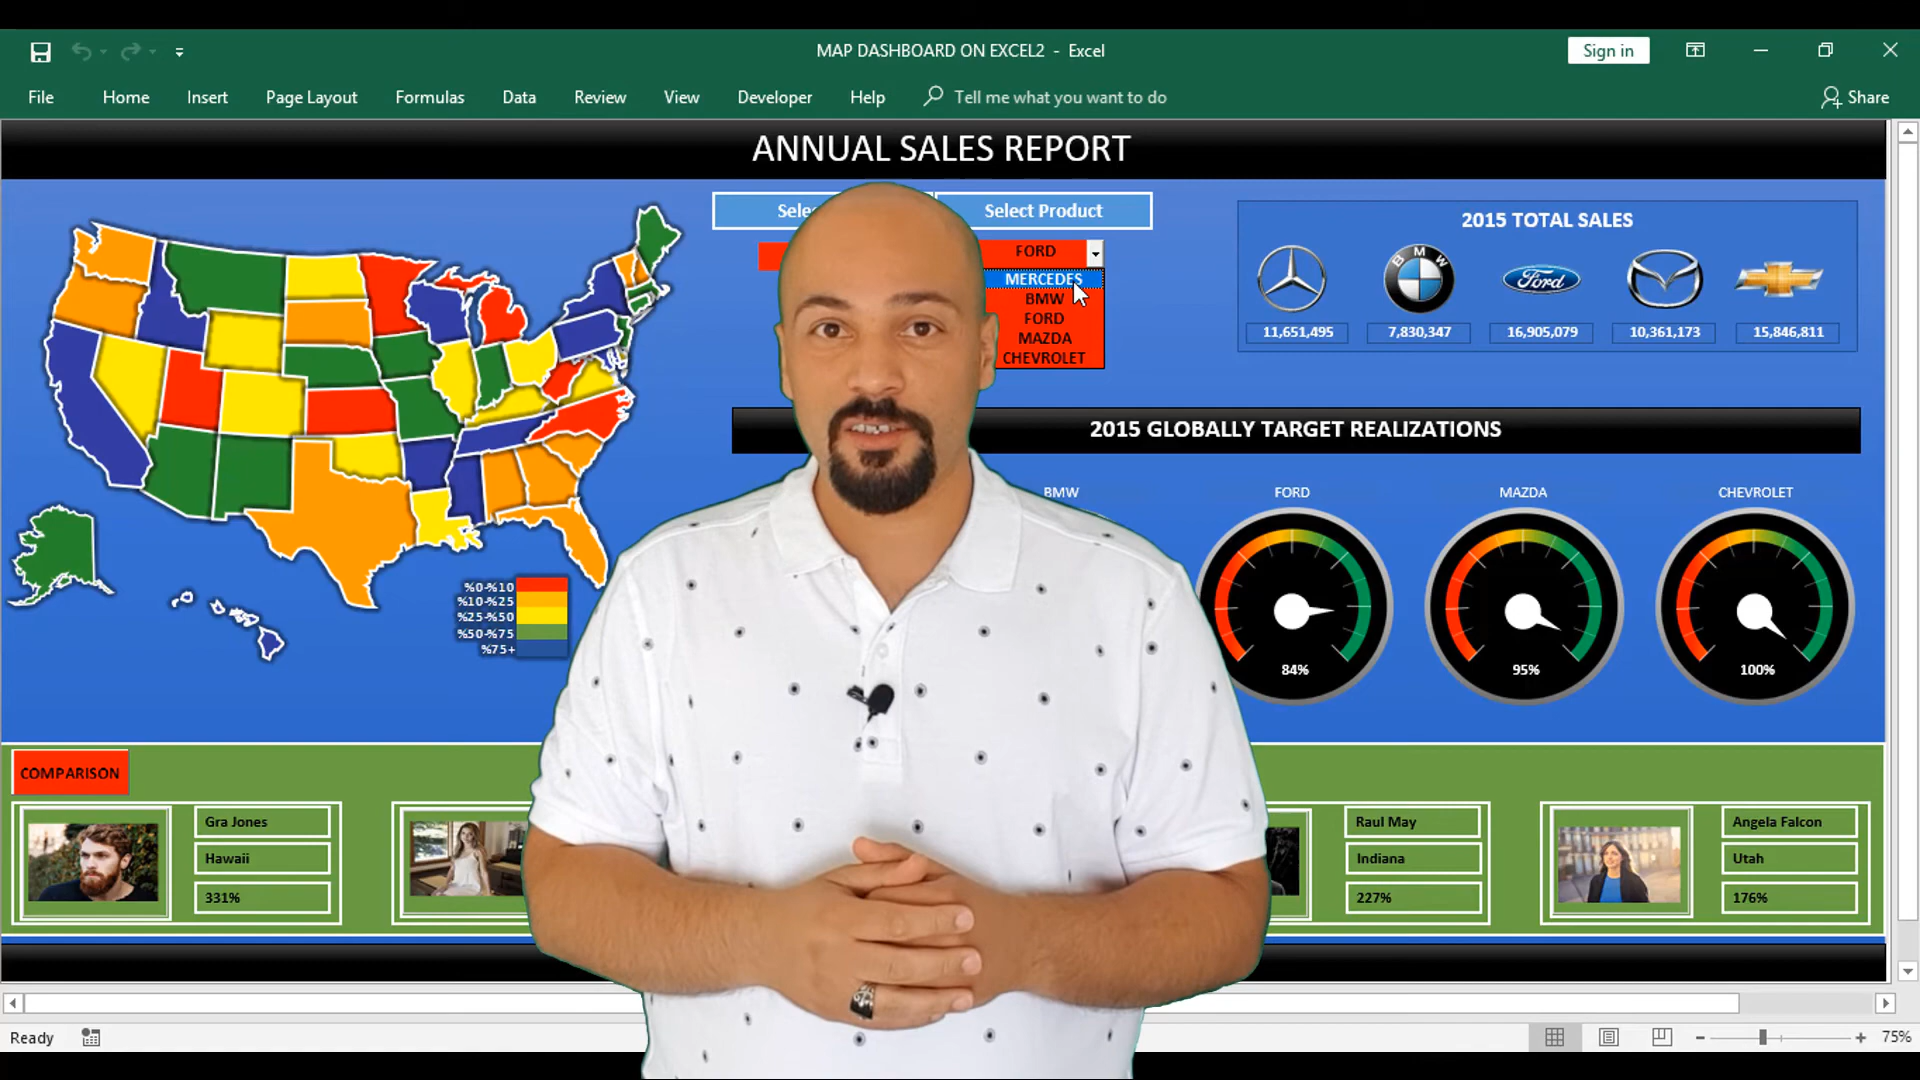 MAP DASHBOARD ON EXCEL2 - Excel
Sign in
File Home Insert Page Layout Formulas Data Review View Developer Help Tell me what you want to do Share
ANNUAL SALES REPORT
Select Product
FORD
MERCEDES
BMW
FORD
MAZDA
CHEVROLET
2015 TOTAL SALES
BMW
Ford
11,651,495 7,830,347 16,905,079 10,361,173 15,846,811
2015 GLOBALLY TARGET REALIZATIONS
BMW FORD MAZDA CHEVROLET
84% 95% 100%
%0-%10
%10-%25
%25-%50
%50-%75
%75+
COMPARISON
Gra Jones
Hawaii
331%
Raul May
Indiana
227%
Angela Falcon
Utah
176%
Ready
75%